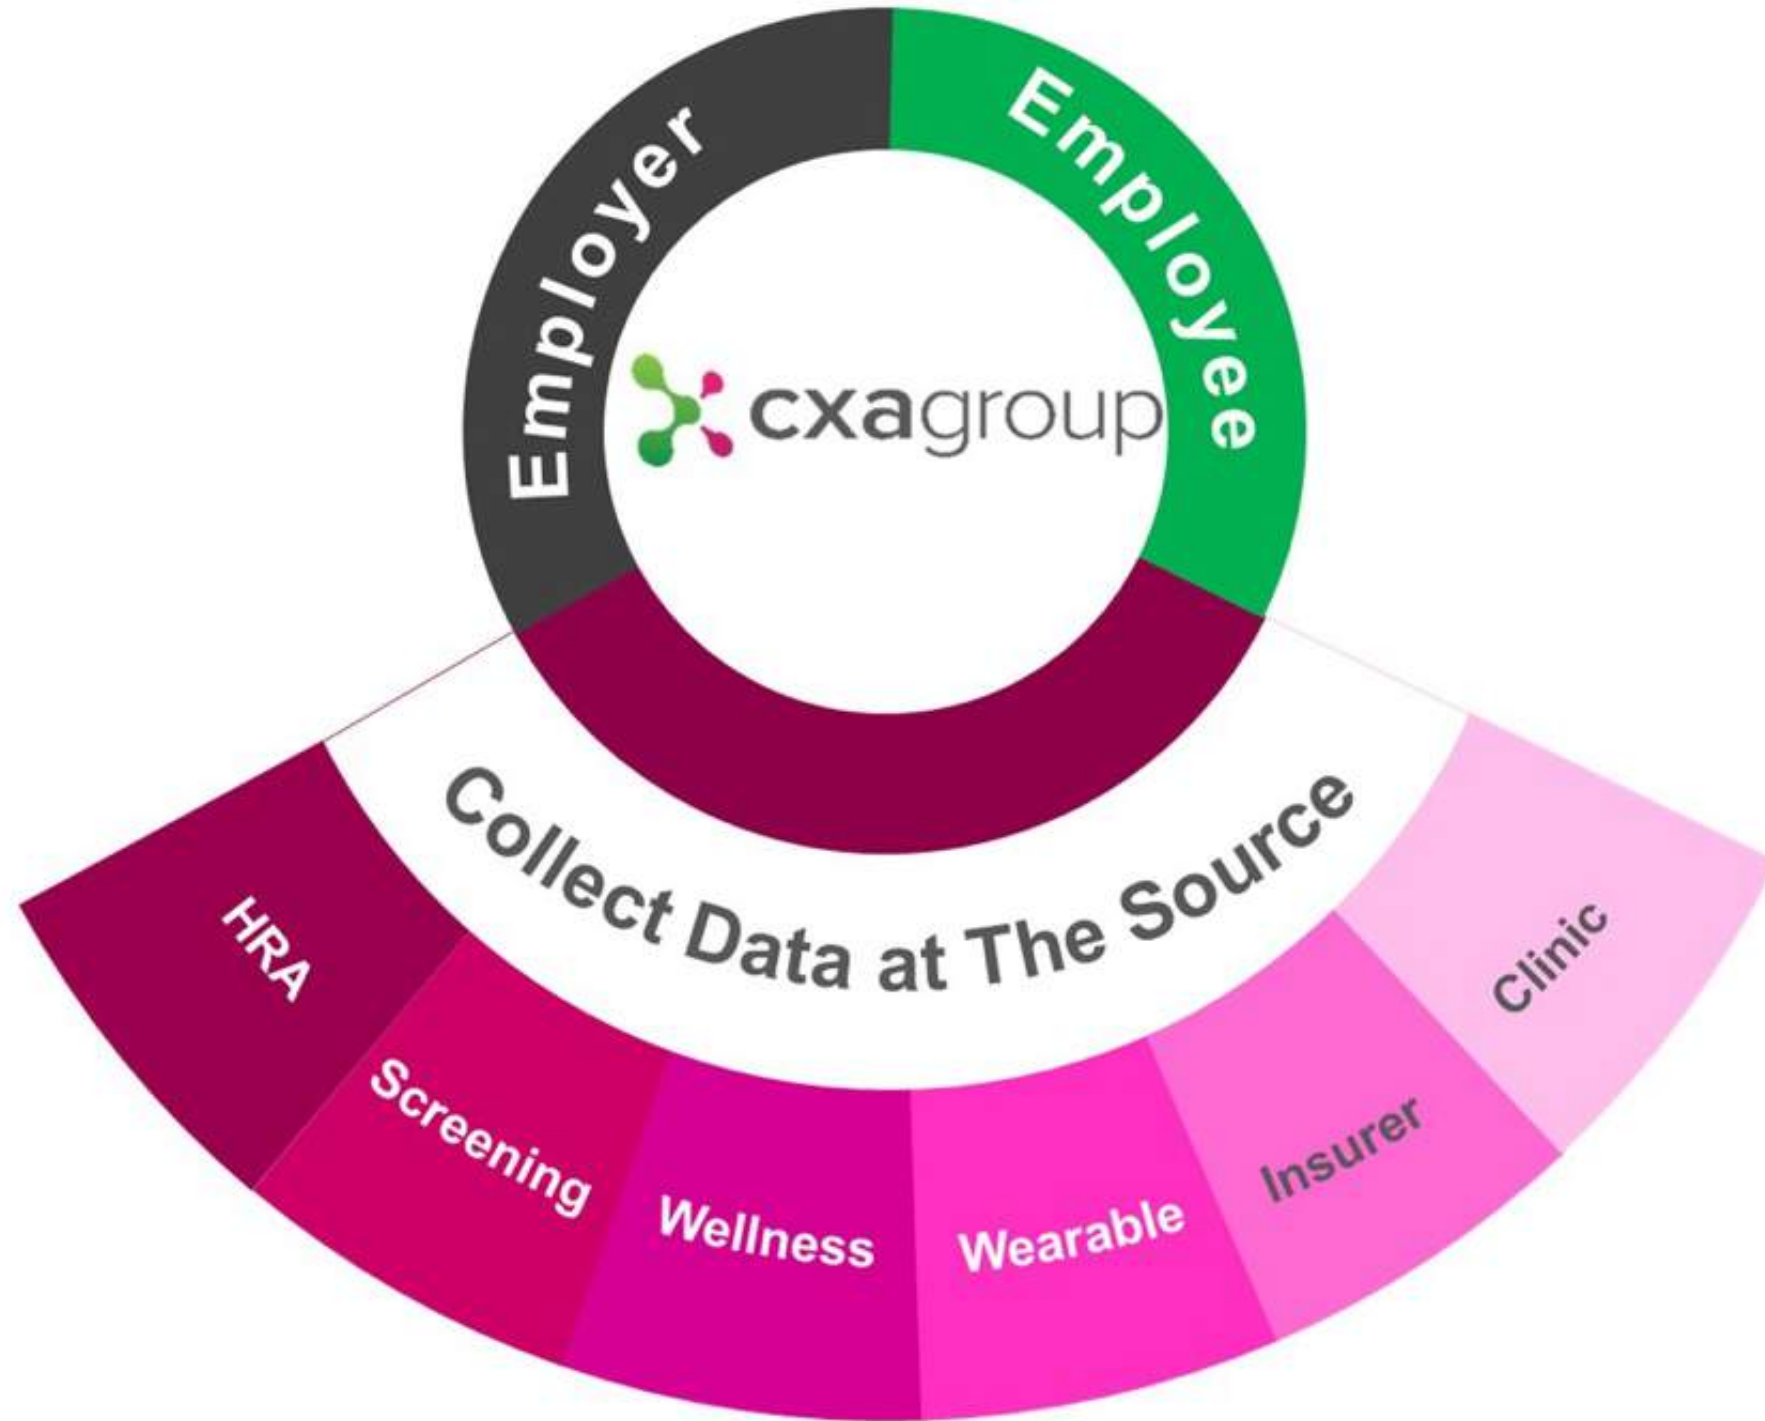 Employer
Employee
cxagroup
Collect Data at The Source
HRA
Screening
Wellness
Wearable
Insurer
Clinic